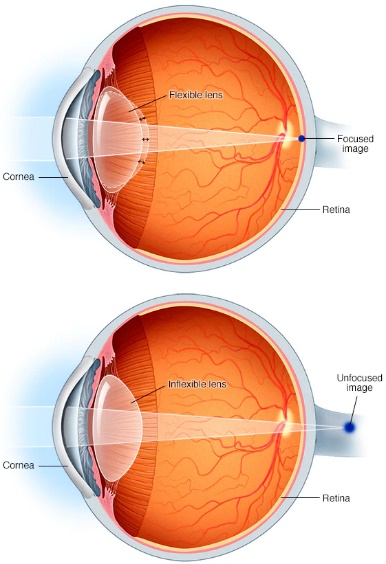 Flexible lens
Focused
image
Cornea
Retina
Inflexible lens
Unfocused
image
Cornea
Retina